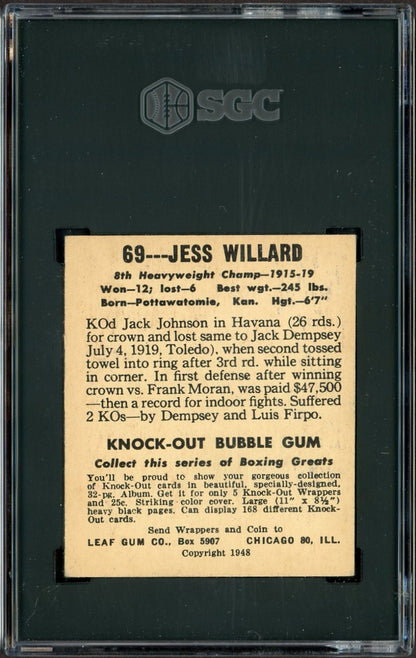 SGC
69---JESS WILLARD
8th Heavyweight Champ—1915-19
Won—12; lost—6 Best wgt.—245 lbs.
Born—Pottawatomie, Kan. Hgt.—6'7"
KOd Jack Johnson in Havana (26 rds.)
for crown and lost same to Jack Dempsey
July 4, 1919, Toledo), when second tossed
towel into ring after 3rd rd. while sitting
in corner. In first defense after winning
crown vs. Frank Moran, was paid $47,500
—then a record for indoor fights. Suffered
2 KOs—by Dempsey and Luis Firpo.
KNOCK-OUT BUBBLE GUM
Collect this series of Boxing Greats
You'll be proud to show your gorgeous collection
of Knock-Out cards in beautiful, specially-designed,
32-pg. Album. Get it for only 5 Knock-Out Wrappers
and 25c. Striking color cover. Large (11" x 8½")
heavy black pages. Can display 168 different Knock-
Out cards.
Send Wrappers and Coin to
LEAF GUM CO., Box 5907 CHICAGO 80, ILL.
Copyright 1948